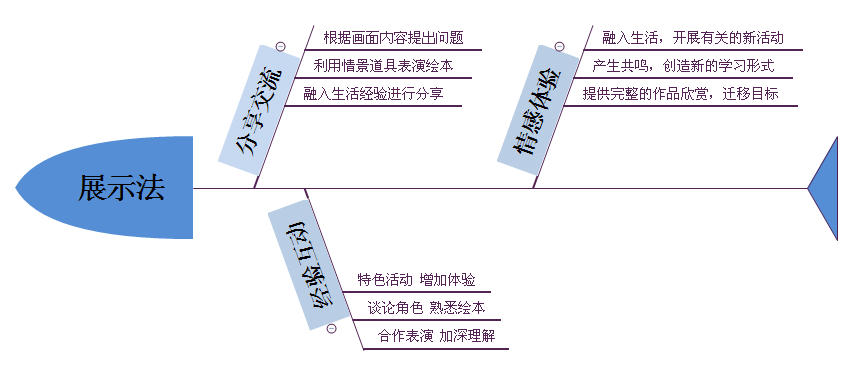 展示法
分享交流
根据画面内容提出问题
利用情景道具表演绘本
融入生活经验进行分享
情感体验
融入生活，开展有关的新活动
产生共鸣，创造新的学习形式
提供完整的作品欣赏，迁移目标
经验互动
特色活动 增加体验
谈论角色 熟悉绘本
合作表演 加深理解